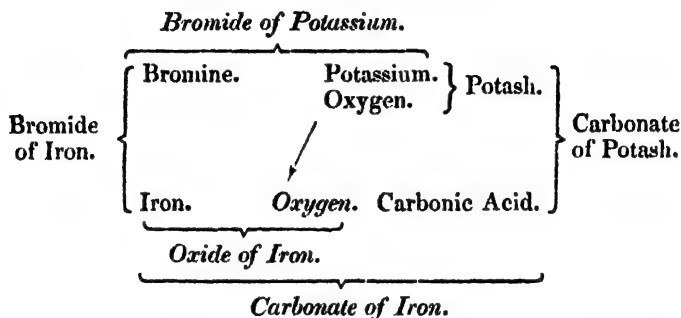 Bromide of Potassium.
Bromine. Potassium.
Oxygen. Potash.
Bromide
of Iron.
Carbonate
of Potash.
Iron. Oxygen. Carbonic Acid.
Oxide of Iron.
Carbonate of Iron.